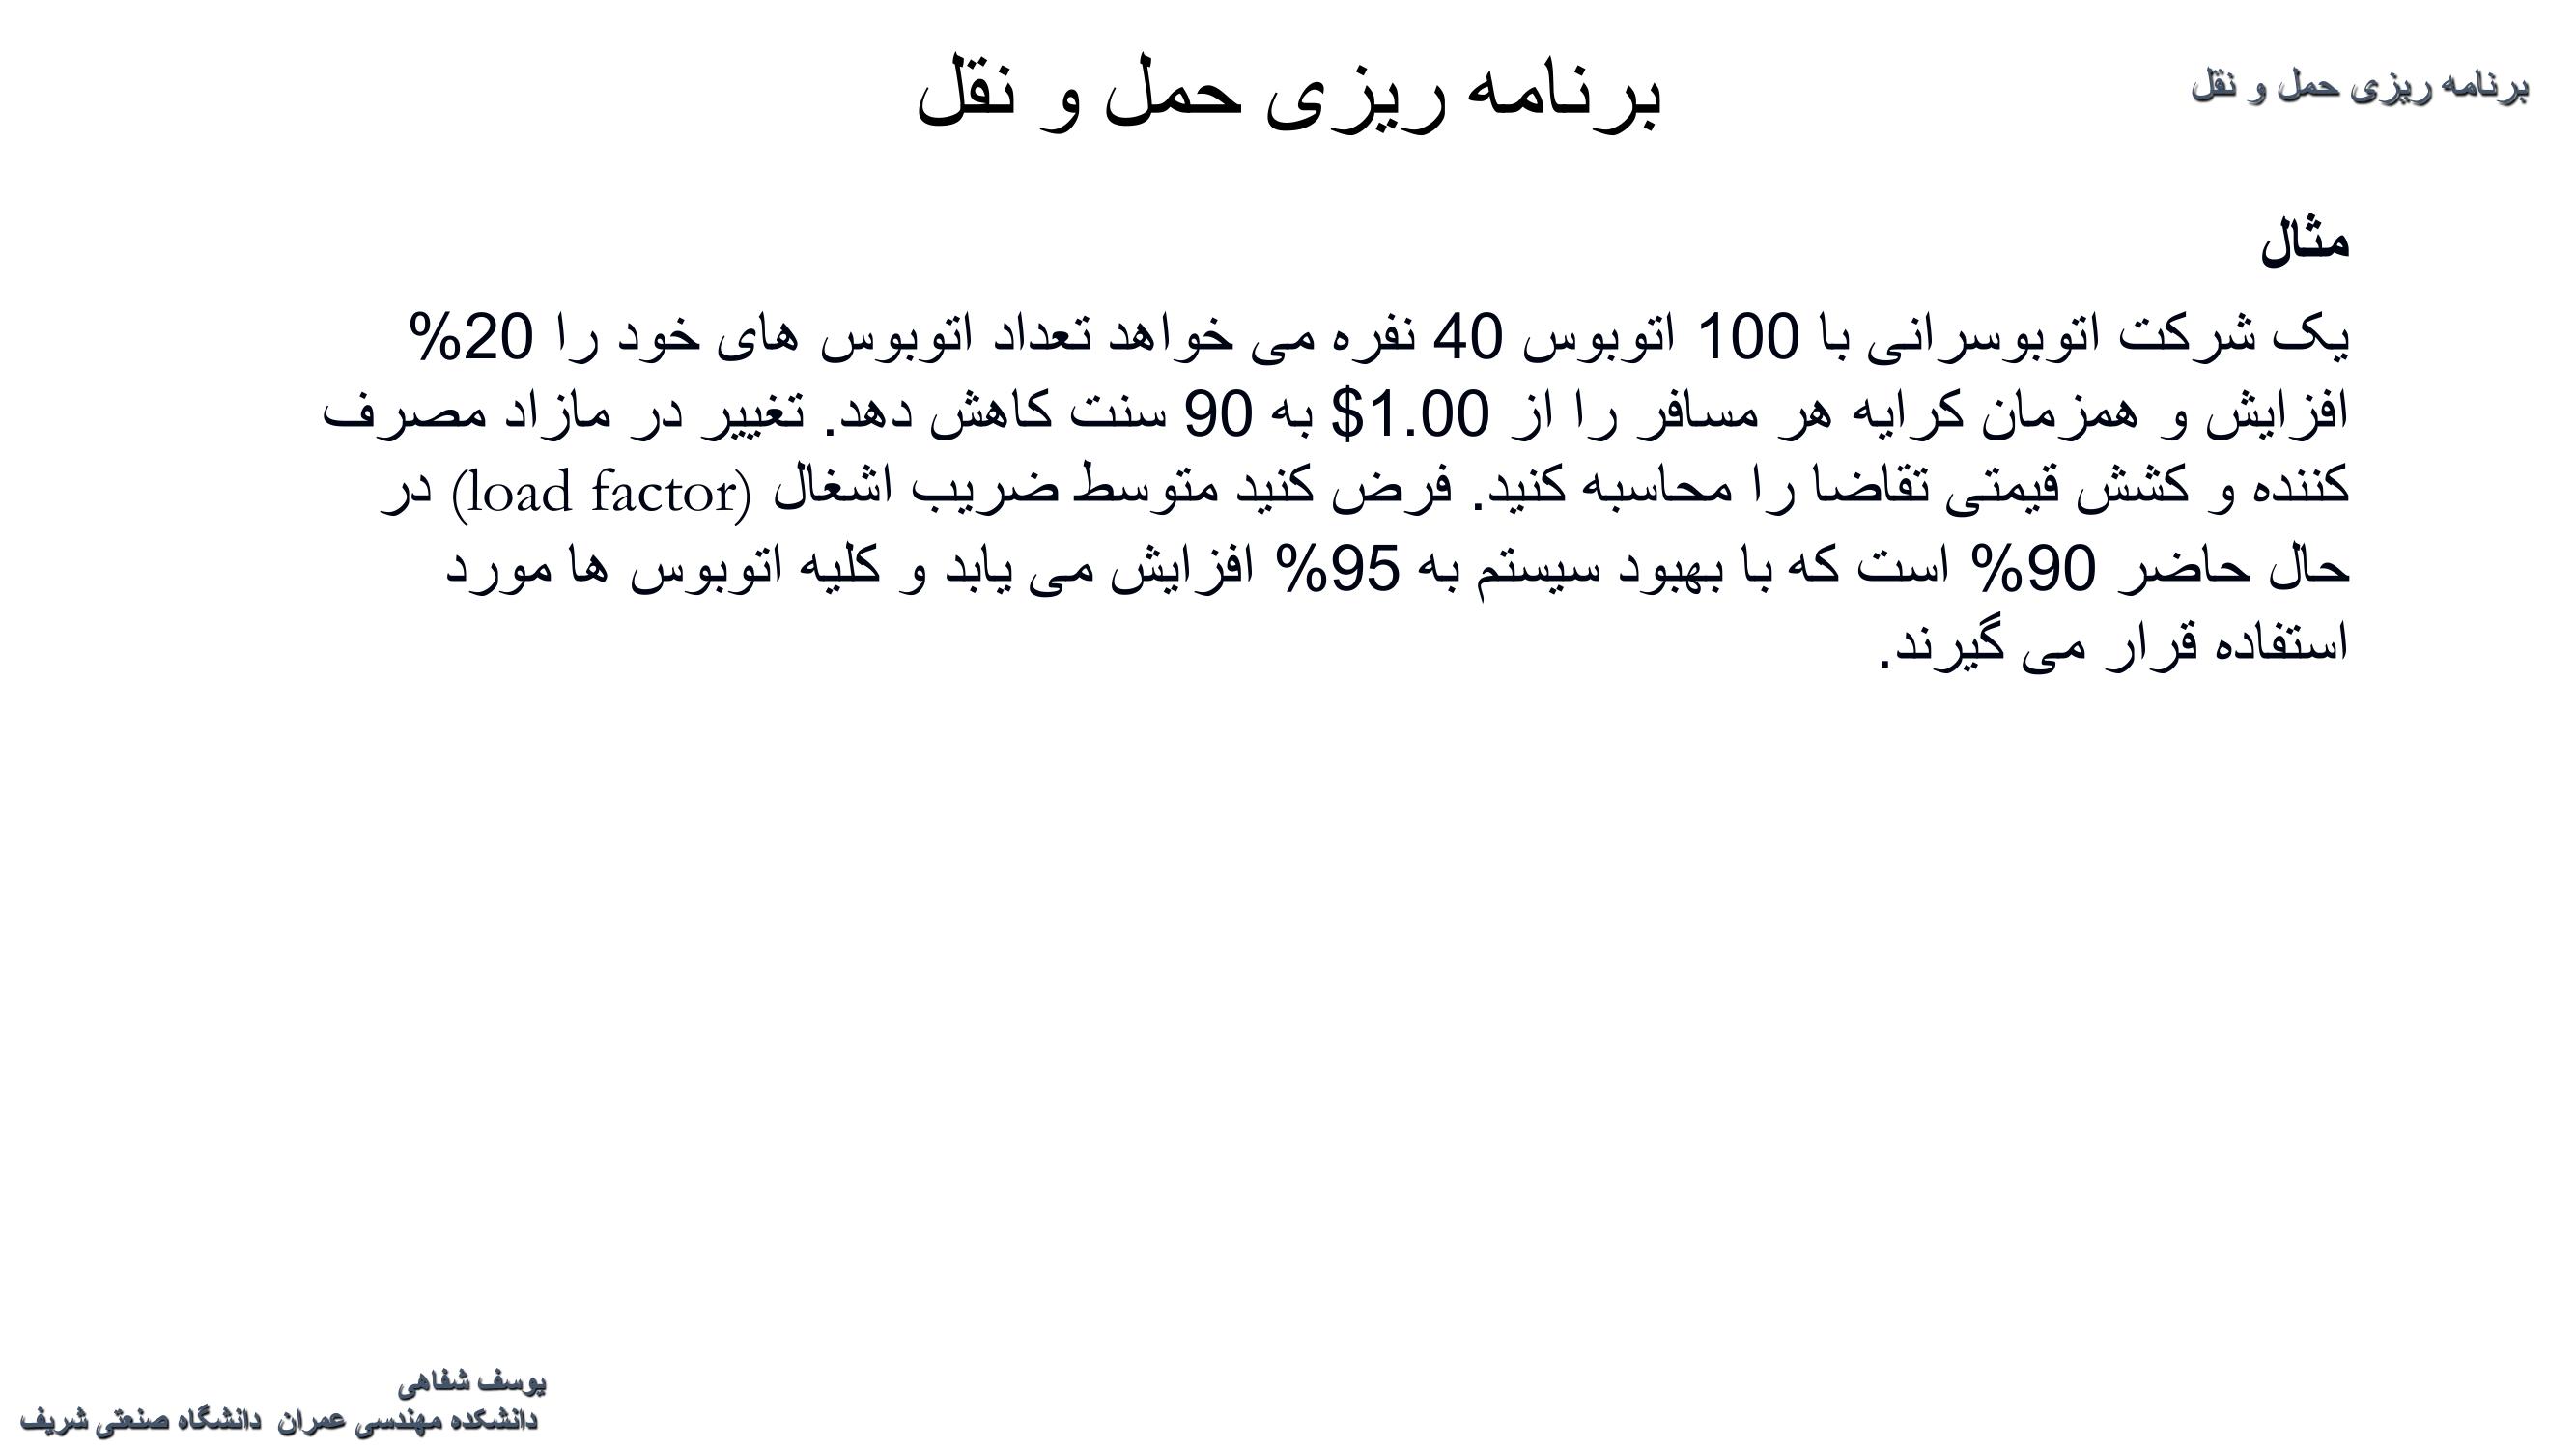 برنامه ریزی حمل و نقل
برنامه ریزی حمل و نقل
مثال
یک شرکت اتوبوسرانی با 100 اتوبوس 40 نفره می خواهد تعداد اتوبوس های خود را 20%
افزایش و همزمان کرایه هر مسافر را از 1.00$ به 90 سنت کاهش دهد. تغییر در مازاد مصرف
کننده و کشش قیمتی تقاضا را محاسبه کنید. فرض کنید متوسط ضریب اشغال (load factor) در
حال حاضر 90% است که با بهبود سیستم به 95% افزایش می یابد و کلیه اتوبوس ها مورد
استفاده قرار می گیرند.
یوسف شفاهی
دانشکده مهندسی عمران دانشگاه صنعتی شریف